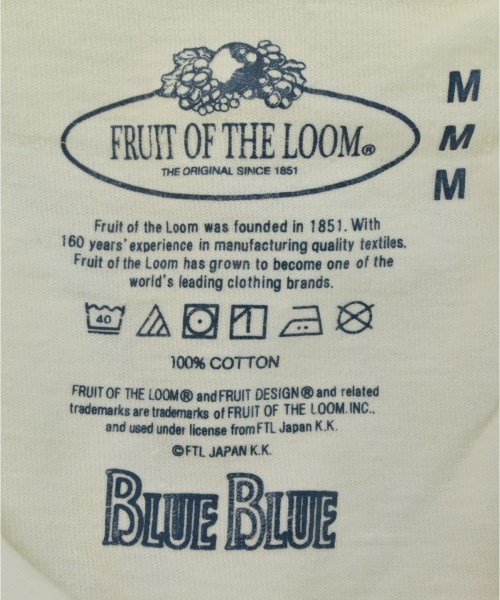 FRUIT OF THE LOOM®
THE ORIGINAL SINCE 1851
M
M
M
Fruit of the Loom was founded in 1851. With
160 years' experience in manufacturing quality textiles.
Fruit of the Loom has grown to become one of the
world's leading clothing brands.
40 1
100% COTTON
FRUIT OF THE LOOM® and FRUIT DESIGN® and related
trademarks are trademarks of FRUIT OF THE LOOM.INC.,
and used under license from FTL Japan K.K.
©FTL JAPAN K.K.
BLUE BLUE